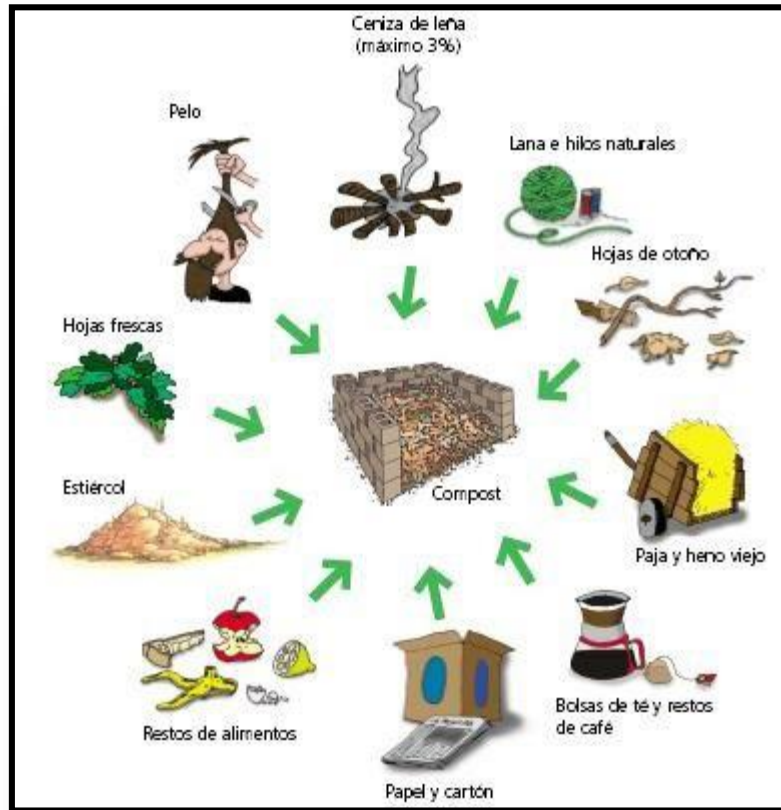 Ceniza de leña
(máximo 3%)
Pelo
Lana e hilos naturales
Hojas de otoño
Hojas frescas
Estiércol
Compost
Paja y heno viejo
Restos de alimentos
Bolsas de té y restos
de café
Papel y cartón